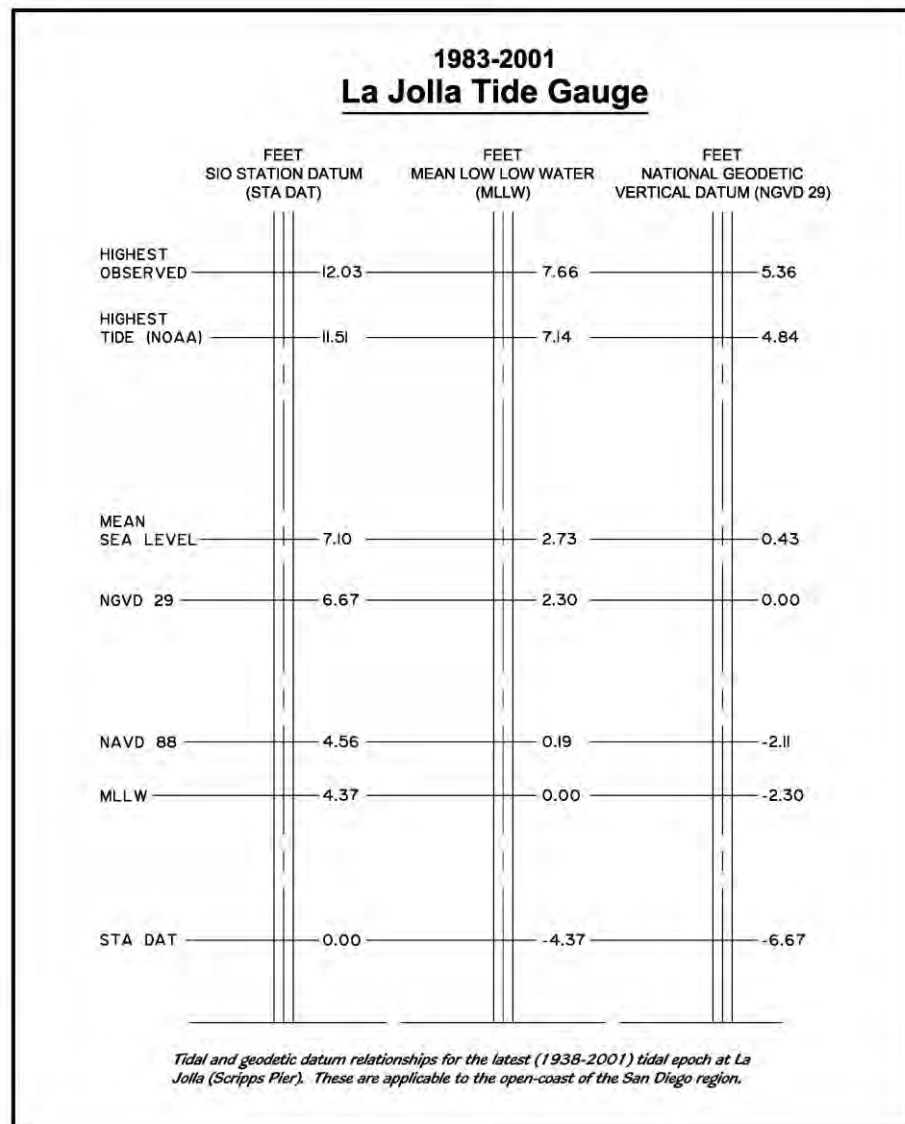 1983-2001
La Jolla Tide Gauge
FEET
SIO STATION DATUM
(STA DAT)
FEET
MEAN LOW LOW WATER
(MLLW)
FEET
NATIONAL GEODETIC
VERTICAL DATUM (NGVD 29)
HIGHEST
OBSERVED 12.03 7.66 5.36
HIGHEST
TIDE (NOAA) 11.51 7.14 4.84
MEAN
SEA LEVEL 7.10 2.73 0.43
NGVD 29 6.67 2.30 0.00
NAVD 88 4.56 0.19 -2.11
MLLW 4.37 0.00 -2.30
STA DAT 0.00 -4.37 -6.67
Tidal and geodetic datum relationships for the latest (1938-2001) tidal epoch at La
Jolla (Scripps Pier). These are applicable to the open-coast of the San Diego region.